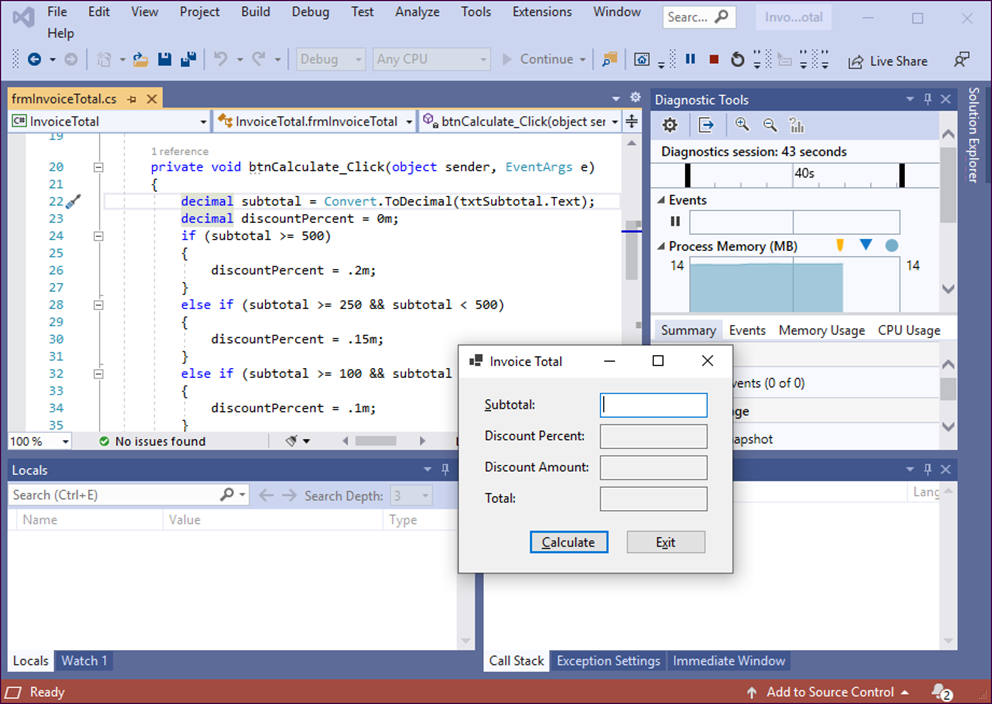 File Edit View Project Build Debug Test Analyze Tools Extensions Window Searc... Invo...otal
Help
Debug Any CPU Continue Live Share
frmInvoiceTotal.cs
InvoiceTotal InvoiceTotal.frmInvoiceTotal btnCalculate_Click(object ser
19
1 reference
20 private void btnCalculate_Click(object sender, EventArgs e)
21 {
22 decimal subtotal = Convert.ToDecimal(txtSubtotal.Text);
23 decimal discountPercent = 0m;
24 if (subtotal >= 500)
25 {
26 discountPercent = .2m;
27 }
28 else if (subtotal >= 250 && subtotal < 500)
29 {
30 discountPercent = .15m;
31 }
32 else if (subtotal >= 100 && subtotal
33 {
34 discountPercent = .1m;
35 }
100 % No issues found
Diagnostic Tools
Diagnostics session: 43 seconds
40s
Events
Process Memory (MB)
14 14
Summary Events Memory Usage CPU Usage
vents (0 of 0)
ge
apshot
Solution Explorer
Invoice Total
Subtotal:
Discount Percent:
Discount Amount:
Total:
Calculate Exit
Locals
Search (Ctrl+E) Search Depth: 3
Name Value Type
Lang
Locals Watch 1
Call Stack Exception Settings Immediate Window
Ready Add to Source Control 2